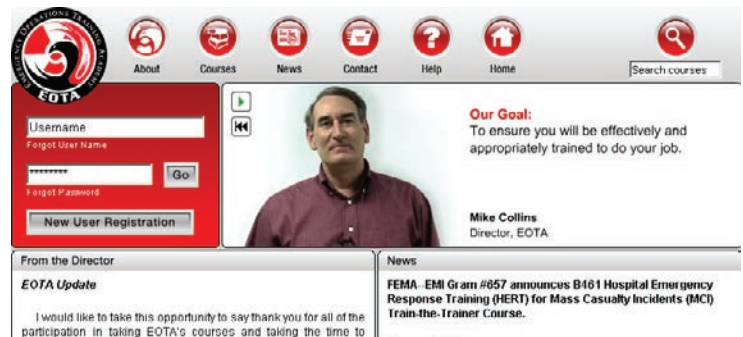 EMERGENCY OPERATIONS TRAINING ACADEMY
EOTA
About Courses News Contact Help Home
Search courses
Username
Forgot User Name
********
Go
Forgot Password
New User Registration
Our Goal:
To ensure you will be effectively and
appropriately trained to do your job.
Mike Collins
Director, EOTA
From the Director
EOTA Update
I would like to take this opportunity to say thank you for all of the
participation in taking EOTA's courses and taking the time to
News
FEMA--EMI Gram #657 announces B461 Hospital Emergency
Response Training (HERT) for Mass Casualty Incidents (MCI)
Train-the-Trainer Course.